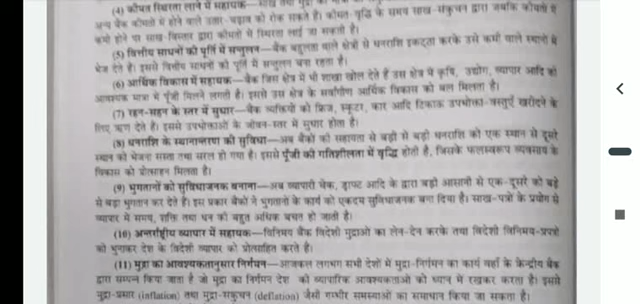 (4) कीमत स्थिरता लाने में सहायक—साख तथा मुद्रा की
अन्य बैंक कीमतों में होने वाले उतार-चढ़ाव को रोक सकते हैं। कीमत-वृद्धि के समय साख-संकुचन द्वारा जबकि कीमतों में
कमी होने पर साख-विस्तार द्वारा कीमतों में स्थिरता लाई जा सकती है।
(5) वित्तीय साधनों की पूर्ति में सन्तुलन—बैंक बहुलता वाले क्षेत्रों से धनराशि इकट्ठा करके उसे कमी वाले स्थानों में
भेज देते हैं। इससे वित्तीय साधनों की पूर्ति में सन्तुलन बना रहता है।
(6) आर्थिक विकास में सहायक—बैंक जिस क्षेत्र में भी शाखा खोल देते हैं उस क्षेत्र में कृषि, उद्योग, व्यापार आदि को
आवश्यक मात्रा में पूँजी मिलने लगती है। इससे उस क्षेत्र के सर्वांगीण आर्थिक विकास को बल मिलता है।
(7) रहन-सहन के स्तर में सुधार—बैंक व्यक्तियों को फ्रिज, स्कूटर, कार आदि टिकाऊ उपभोक्ता-वस्तुएँ खरीदने के
लिए ऋण देते हैं। इससे उपभोक्ताओं के जीवन-स्तर में सुधार होता है।
(8) धनराशि के स्थानान्तरण की सुविधा—अब बैंकों की सहायता से बड़ी से बड़ी धनराशि को एक स्थान से दूसरे
स्थान को भेजना सस्ता तथा सरल हो गया है। इससे पूँजी की गतिशीलता में वृद्धि होती है, जिसके फलस्वरूप व्यवसाय के
विकास को प्रोत्साहन मिलता है।
(9) भुगतानों को सुविधाजनक बनाना—अब व्यापारी चेक, ड्राफ्ट आदि के द्वारा बड़ी आसानी से एक-दूसरे को बड़े
से बड़ा भुगतान कर देते हैं। इस प्रकार बैंकों ने भुगतानों के कार्य को एकदम सुविधाजनक बना दिया है। साख-पत्रों के प्रयोग से
व्यापार में समय, शक्ति तथा धन की बहुत अधिक बचत हो जाती है।
(10) अन्तर्राष्ट्रीय व्यापार में सहायक—विनिमय बैंक विदेशी मुद्राओं का लेन-देन करके तथा विदेशी विनिमय-प्रपत्रों
को भुनाकर देश के विदेशी व्यापार को प्रोत्साहित करते हैं।
(11) मुद्रा का आवश्यकतानुसार निर्गमन—आजकल लगभग सभी देशों में मुद्रा-निर्गमन का कार्य वहाँ के केन्द्रीय बैंक
द्वारा सम्पन्न किया जाता है जो मुद्रा का निर्गमन देश की व्यापारिक आवश्यकताओं को ध्यान में रखकर करता है। इससे
मुद्रा-प्रसार (inflation) तथा मुद्रा-संकुचन (deflation) जैसी गम्भीर समस्याओं का समाधान किया जा सकता है।